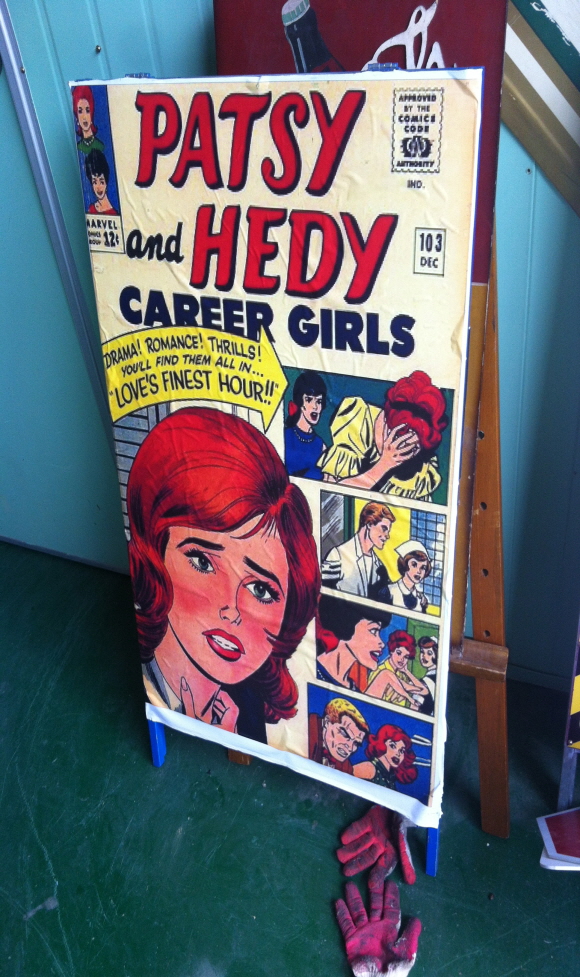 PATSY
and HEDY
CAREER GIRLS
APPROVED
BY THE
COMICS
CODE
AUTHORITY
IND.
MARVEL
COMICS
GROUP 12¢
103
DEC
DRAMA! ROMANCE! THRILLS!
YOU'LL FIND THEM ALL IN...
"LOVE'S FINEST HOUR!!"